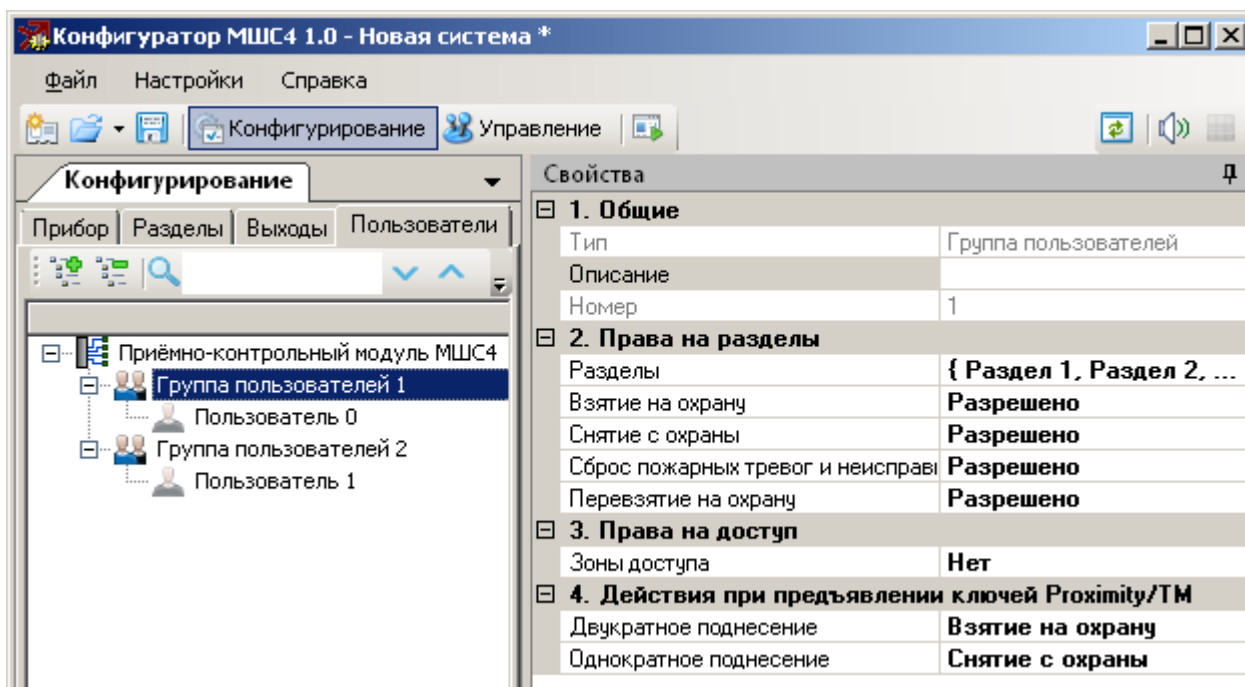 Конфигуратор МШС4 1.0 - Новая система *
Файл Настройки Справка
Конфигурирование Управление
Конфигурирование
Прибор Разделы Выходы Пользователи
Приёмно-контрольный модуль МШС4
Группа пользователей 1
Пользователь 0
Группа пользователей 2
Пользователь 1
Свойства
1. Общие
Тип Группа пользователей
Описание
Номер 1
2. Права на разделы
Разделы { Раздел 1, Раздел 2, ...
Взятие на охрану Разрешено
Снятие с охраны Разрешено
Сброс пожарных тревог и неисправ Разрешено
Перевзятие на охрану Разрешено
3. Права на доступ
Зоны доступа Нет
4. Действия при предъявлении ключей Proximity/TM
Двукратное поднесение Взятие на охрану
Однократное поднесение Снятие с охраны